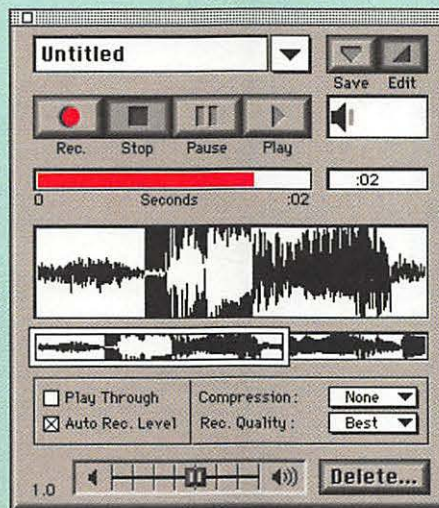 Untitled
Save Edit
Rec. Stop Pause Play
:02
0 Seconds :02
Play Through Compression: None
Auto Rec. Level Rec. Quality: Best
1.0 Delete...